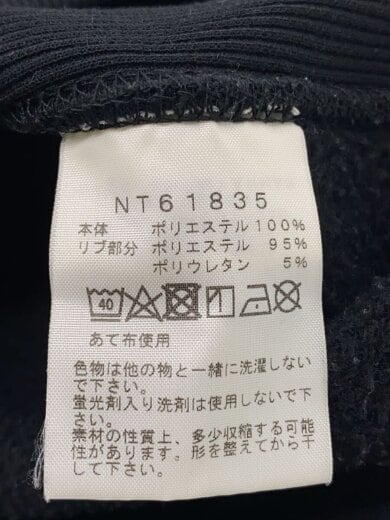 NT61835
本体 ポリエステル 100%
リブ部分 ポリエステル 95%
ポリウレタン 5%
40
あて布使用
色物は他の物と一緒に洗濯しない
で下さい。
蛍光剤入り洗剤は使用しないで下
さい。
素材の性質上、多少収縮する可能
性があります。形を整えてから干
して下さい。